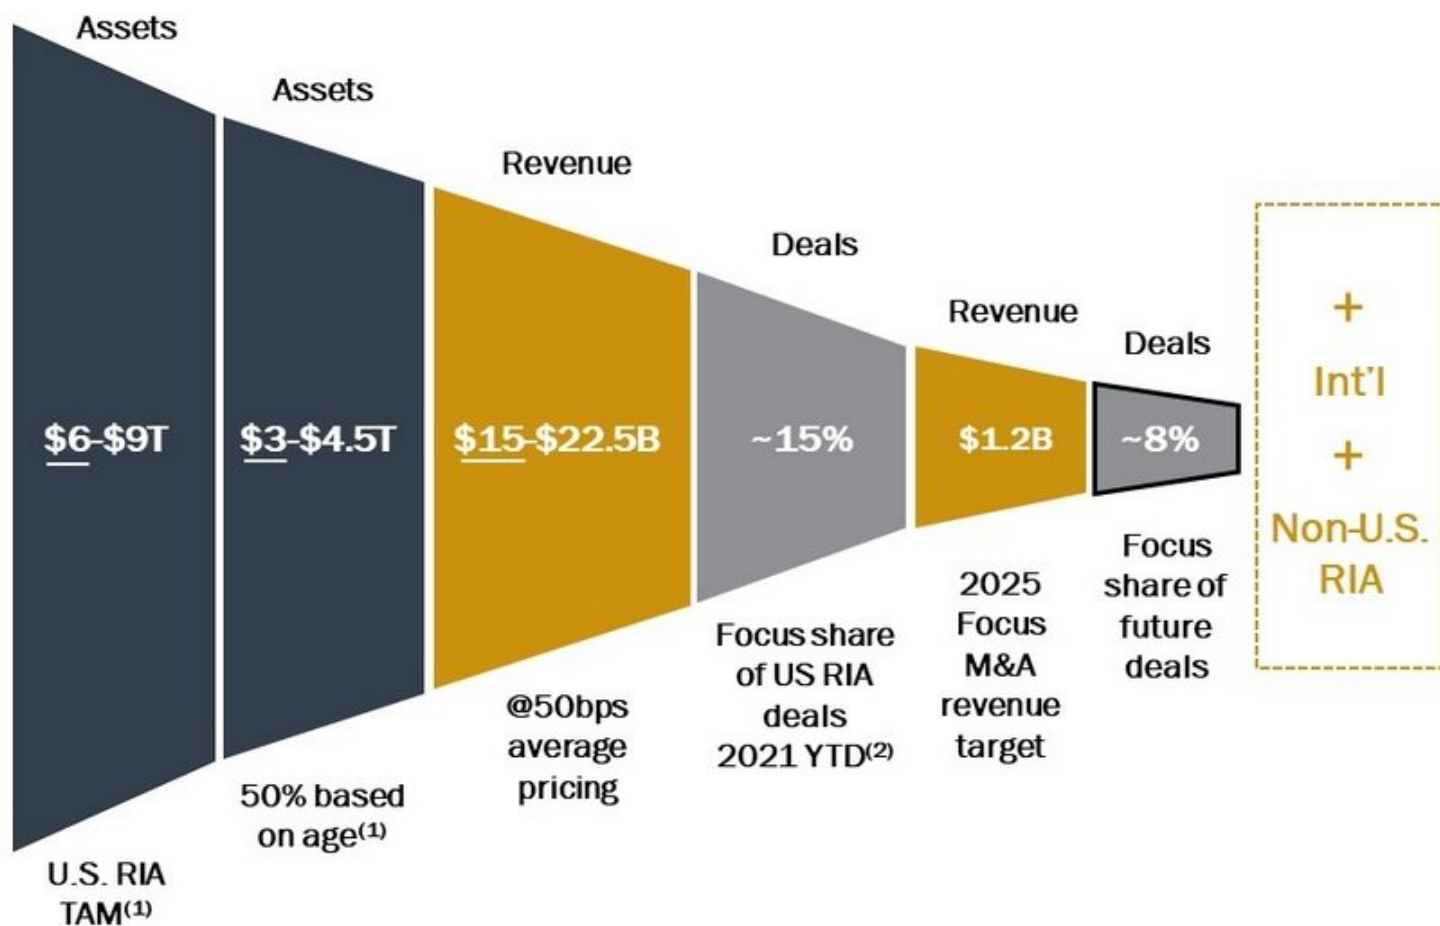 Assets
Assets
Revenue
Deals
Revenue
Deals
$6-$9T
$3-$4.5T
$15-$22.5B
~15%
$1.2B
~8%
+
Int'l
+
Non-U.S.
RIA
U.S. RIA
TAM(1)
50% based
on age(1)
@50bps
average
pricing
Focus share
of US RIA
deals
2021 YTD(2)
2025
Focus
M&A
revenue
target
Focus
share of
future
deals